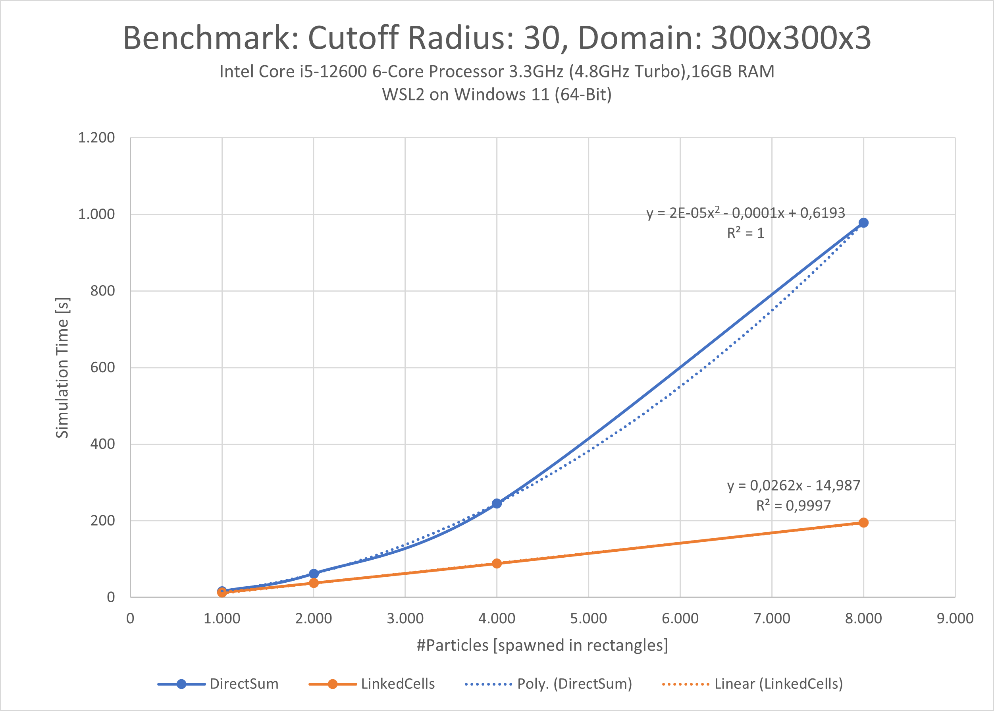 Benchmark: Cutoff Radius: 30, Domain: 300x300x3
Intel Core i5-12600 6-Core Processor 3.3GHz (4.8GHz Turbo),16GB RAM
WSL2 on Windows 11 (64-Bit)
1.200
1.000
800
600
400
200
0
Simulation Time [s]
y = 2E-05x² - 0,0001x + 0,6193
R² = 1
y = 0,0262x - 14,987
R² = 0,9997
0 1.000 2.000 3.000 4.000 5.000 6.000 7.000 8.000 9.000
#Particles [spawned in rectangles]
DirectSum LinkedCells Poly. (DirectSum) Linear (LinkedCells)